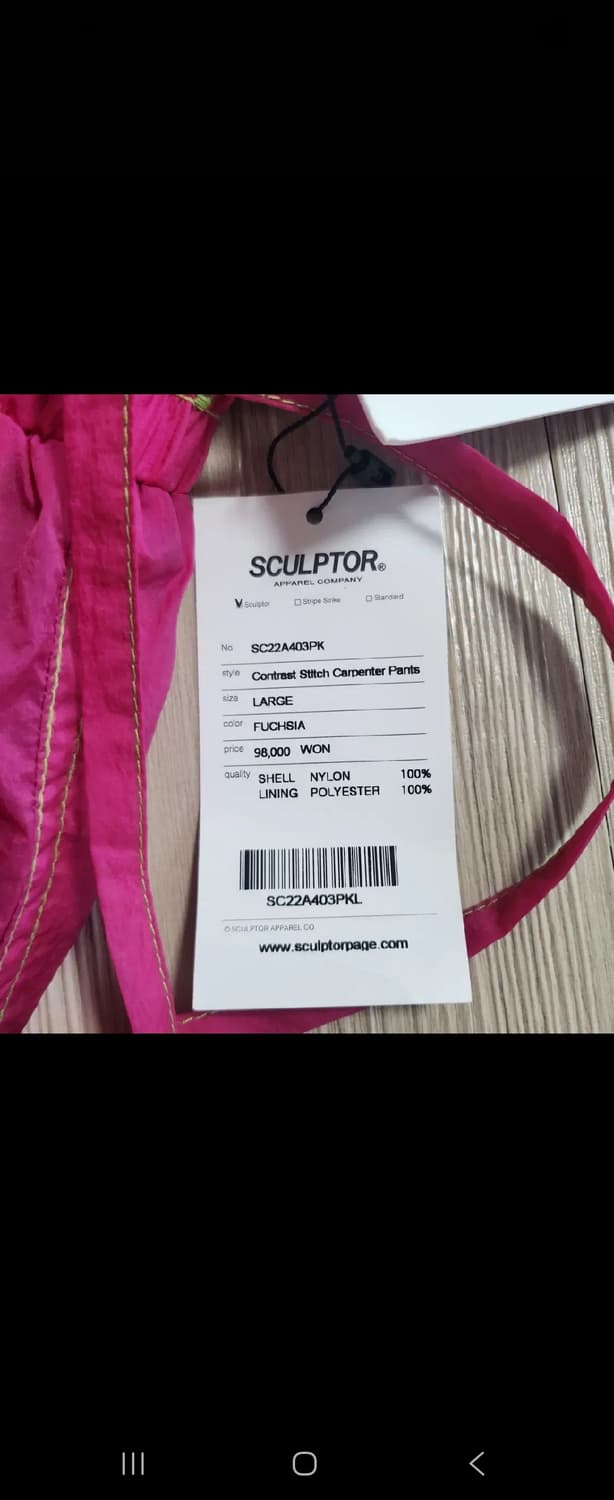 SCULPTOR®
APPAREL COMPANY
Sculptor Stripe Strike Standard
No. SC22A403PK
style Contrast Stitch Carpenter Pants
size LARGE
color FUCHSIA
price 98,000 WON
quality SHELL NYLON 100%
LINING POLYESTER 100%
SC22A403PKL
© SCULPTOR APPAREL CO
www.sculptorpage.com